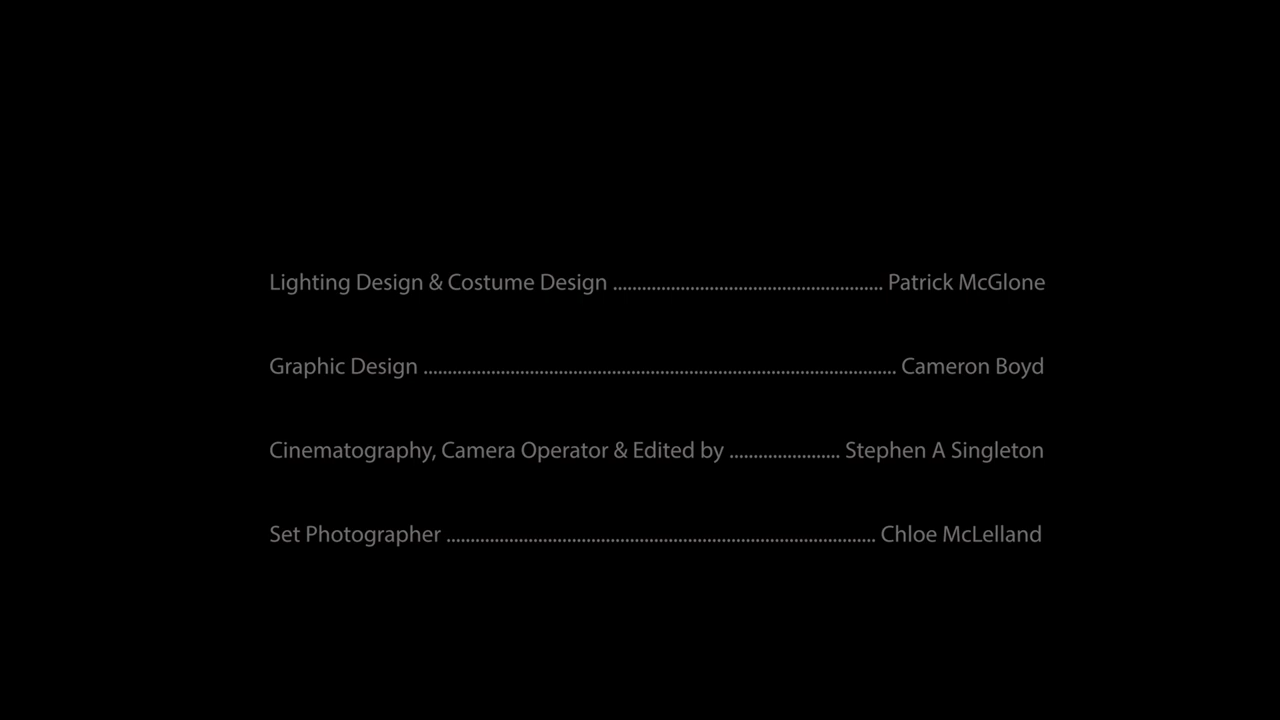 Lighting Design & Costume Design ........................................................ Patrick McGlone
Graphic Design .................................................................................................. Cameron Boyd
Cinematography, Camera Operator & Edited by ....................... Stephen A Singleton
Set Photographer ......................................................................................... Chloe McLelland